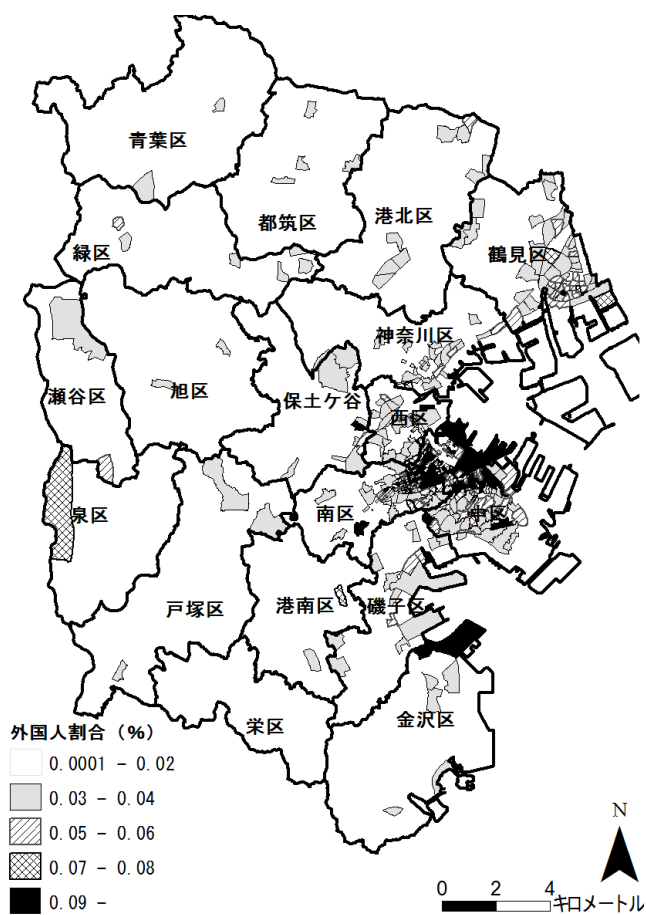 青葉区
都筑区
港北区
緑区
鶴見区
神奈川区
瀬谷区
旭区
保土ケ谷
西区
泉区
南区
中区
戸塚区
港南区
磯子区
栄区
金沢区
外国人割合(%)
0.0001 - 0.02
0.03 - 0.04
0.05 - 0.06
0.07 - 0.08
0.09 -
N
0 2 4
キロメートル